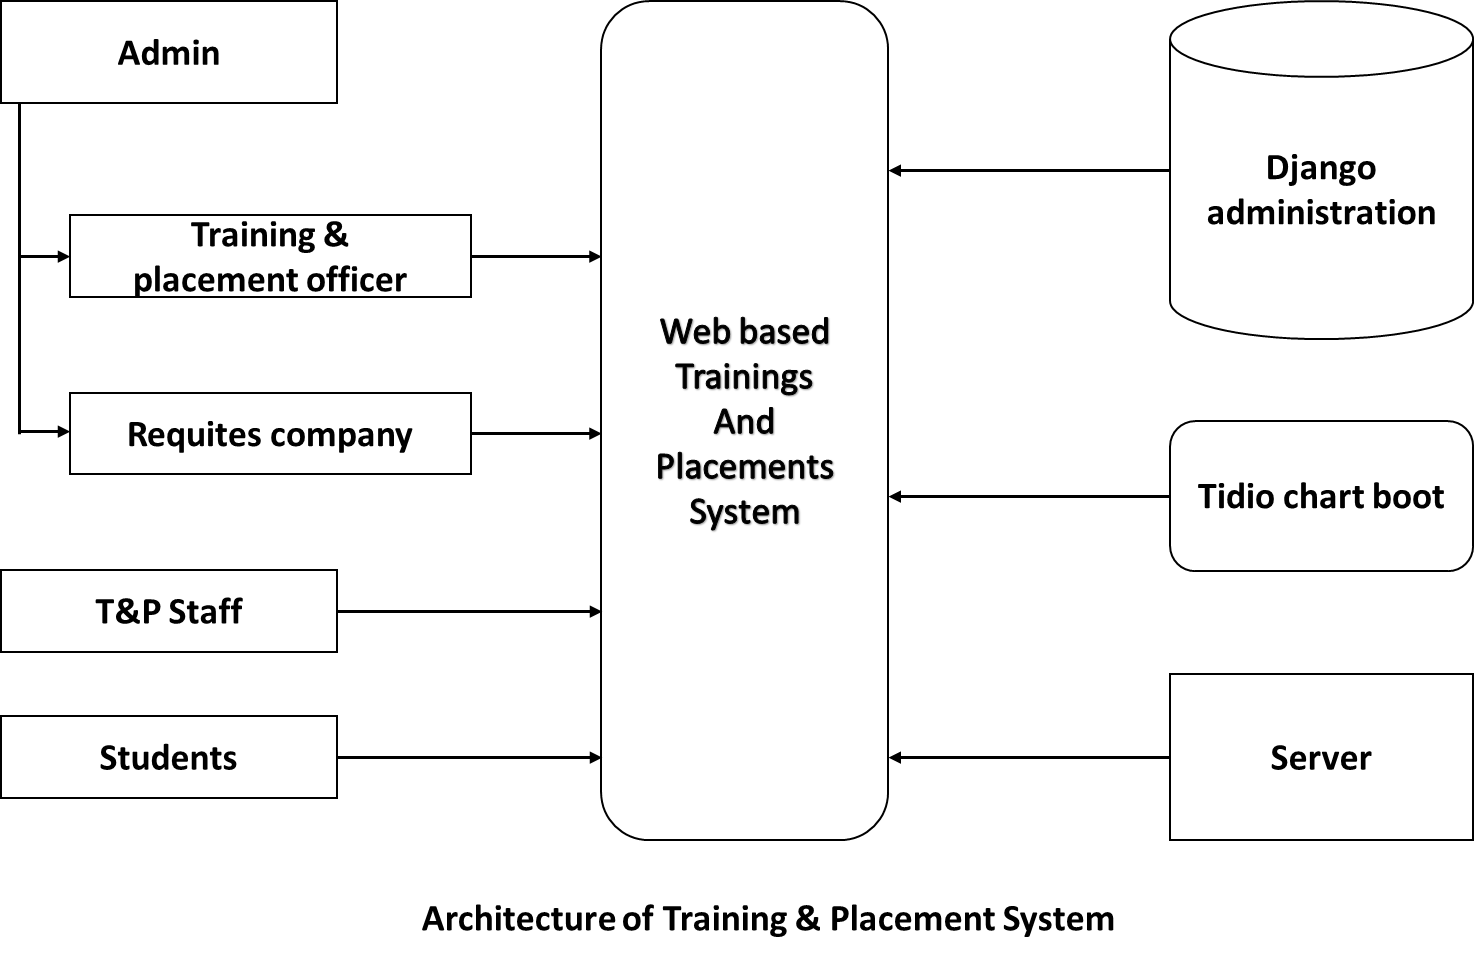 Admin
Training &
placement officer
Requites company
T&P Staff
Students
Web based
Trainings
And
Placements
System
Django
administration
Tidio chart boot
Server
Architecture of Training & Placement System